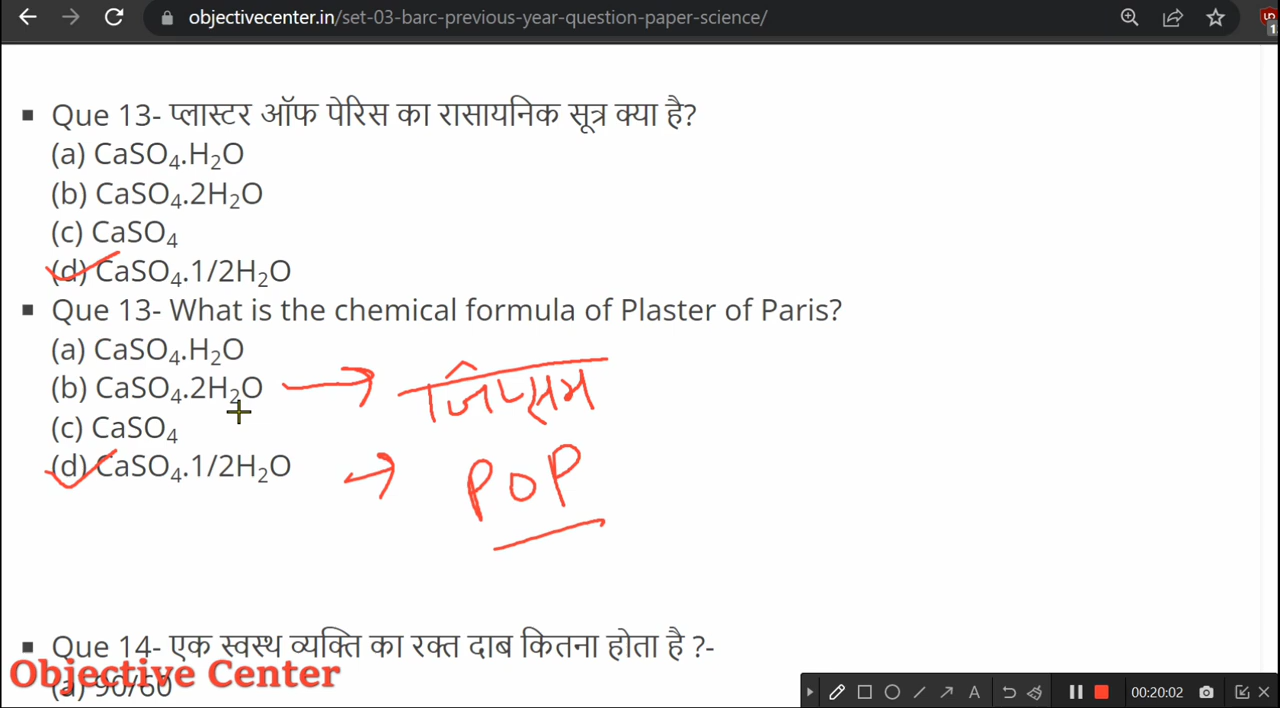 objectivecenter.in/set-03-barc-previous-year-question-paper-science/
Que 13- प्लास्टर ऑफ पेरिस का रासायनिक सूत्र क्या है?
(a) CaSO₄.H₂O
(b) CaSO₄.2H₂O
(c) CaSO₄
(d) CaSO₄.1/2H₂O
Que 13- What is the chemical formula of Plaster of Paris?
(a) CaSO₄.H₂O
(b) CaSO₄.2H₂O → जिप्सम
(c) CaSO₄
(d) CaSO₄.1/2H₂O → POP
Que 14- एक स्वस्थ व्यक्ति का रक्त दाब कितना होता है ?-
Objective Center
(a) 90/60
00:20:02